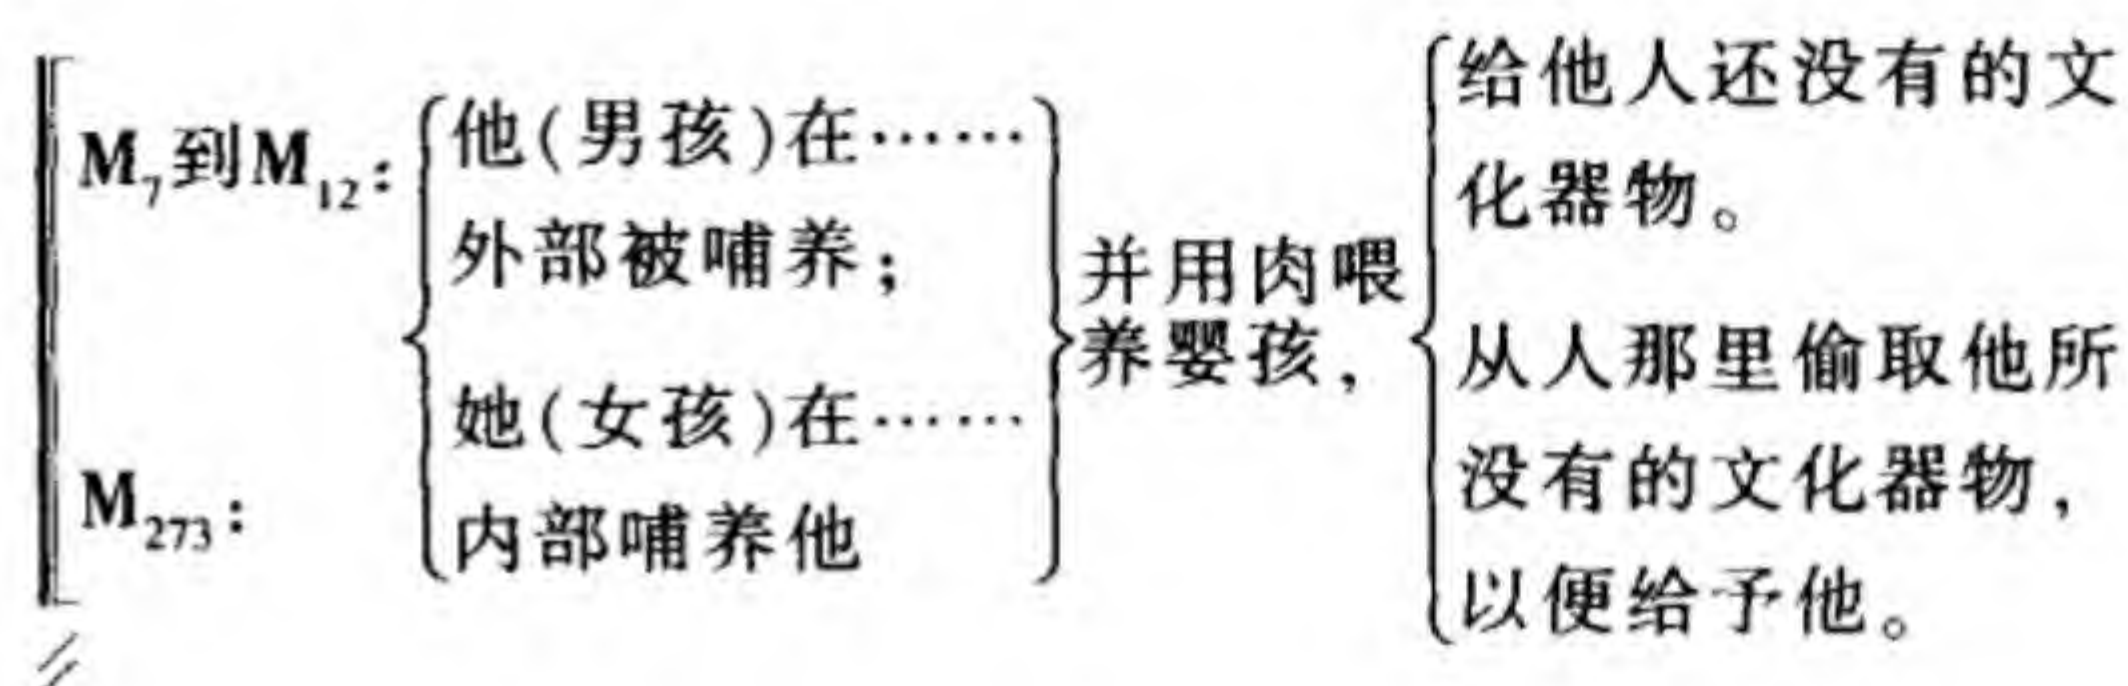 M₇到M₁₂:
他(男孩)在……
外部被哺养;
她(女孩)在……
M₂₇₃:
内部哺养他
并用肉喂
养婴孩,
给他人还没有的文
化器物。
从人那里偷取他所
没有的文化器物,
以便给予他。